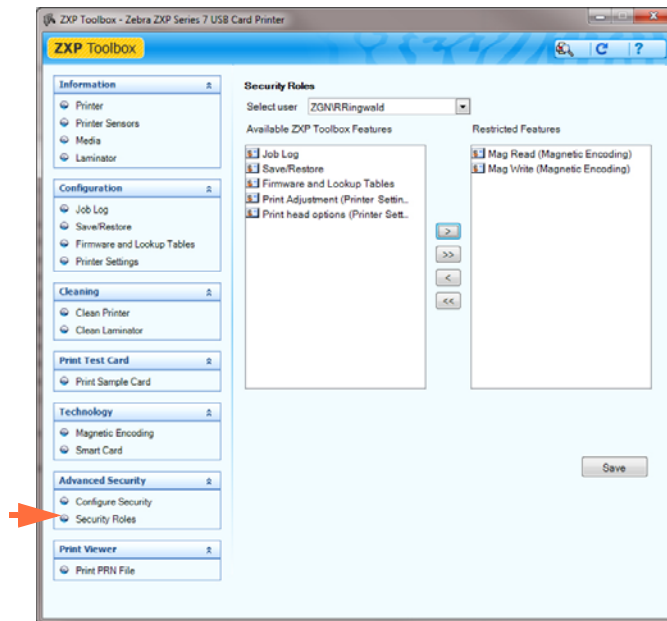 ZXP Toolbox - Zebra ZXP Series 7 USB Card Printer
ZXP Toolbox
?
Information
Printer
Printer Sensors
Media
Laminator
Configuration
Job Log
Save/Restore
Firmware and Lookup Tables
Printer Settings
Cleaning
Clean Printer
Clean Laminator
Print Test Card
Print Sample Card
Technology
Magnetic Encoding
Smart Card
Advanced Security
Configure Security
Security Roles
Print Viewer
Print PRN File
Security Roles
Select user ZGN\RRingwald
Available ZXP Toolbox Features
Job Log
Save/Restore
Firmware and Lookup Tables
Print Adjustment (Printer Settin...
Print head options (Printer Sett...
>
>>
<
<<
Restricted Features
Mag Read (Magnetic Encoding)
Mag Write (Magnetic Encoding)
Save